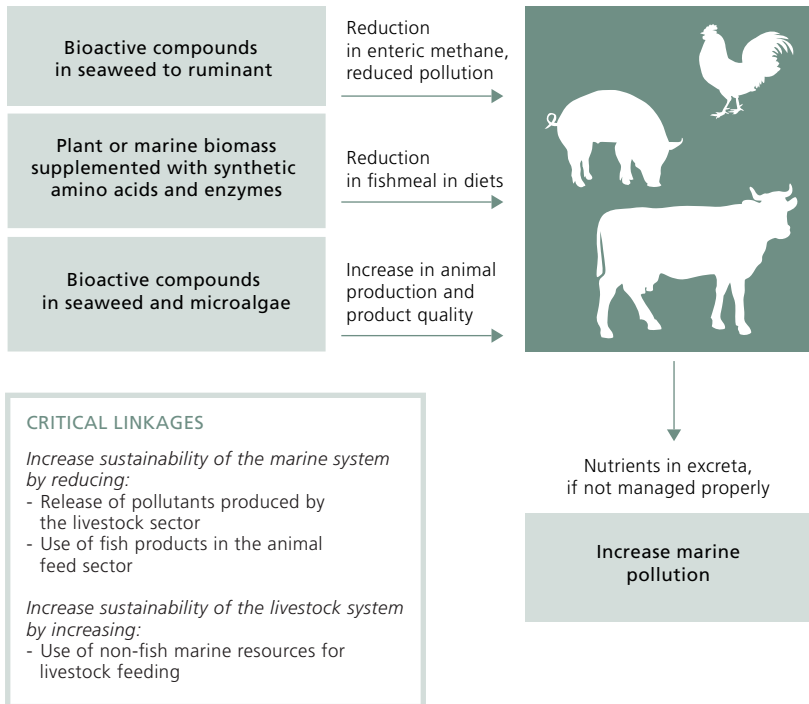 Bioactive compounds
in seaweed to ruminant
Reduction
in enteric methane,
reduced pollution
Plant or marine biomass
supplemented with synthetic
amino acids and enzymes
Reduction
in fishmeal in diets
Bioactive compounds
in seaweed and microalgae
Increase in animal
production and
product quality
CRITICAL LINKAGES
Increase sustainability of the marine system
by reducing:
- Release of pollutants produced by
the livestock sector
- Use of fish products in the animal
feed sector
Increase sustainability of the livestock system
by increasing:
- Use of non-fish marine resources for
livestock feeding
Nutrients in excreta,
if not managed properly
Increase marine
pollution